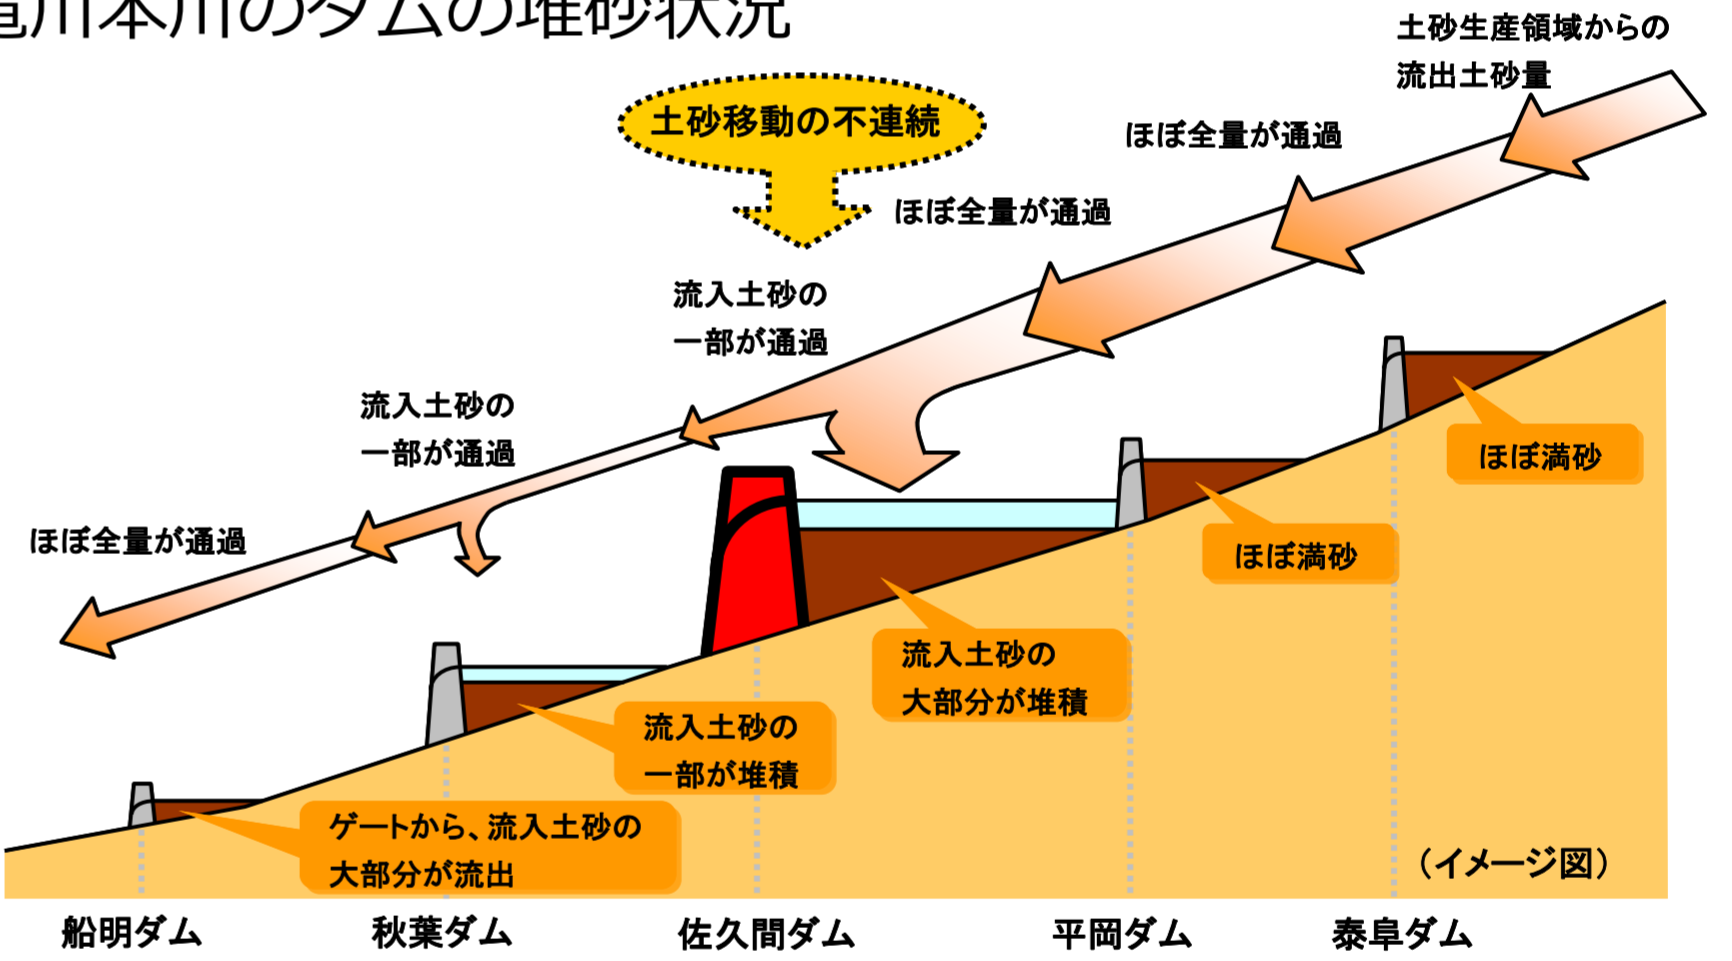 竜川本川のダムの堆砂状況
土砂生産領域からの
流出土砂量
土砂移動の不連続
ほぼ全量が通過
ほぼ全量が通過
流入土砂の
一部が通過
流入土砂の
一部が通過
ほぼ全量が通過
ほぼ満砂
ほぼ満砂
流入土砂の
大部分が堆積
流入土砂の
一部が堆積
ゲートから、流入土砂の
大部分が流出
（イメージ図）
船明ダム
秋葉ダム
佐久間ダム
平岡ダム
泰阜ダム